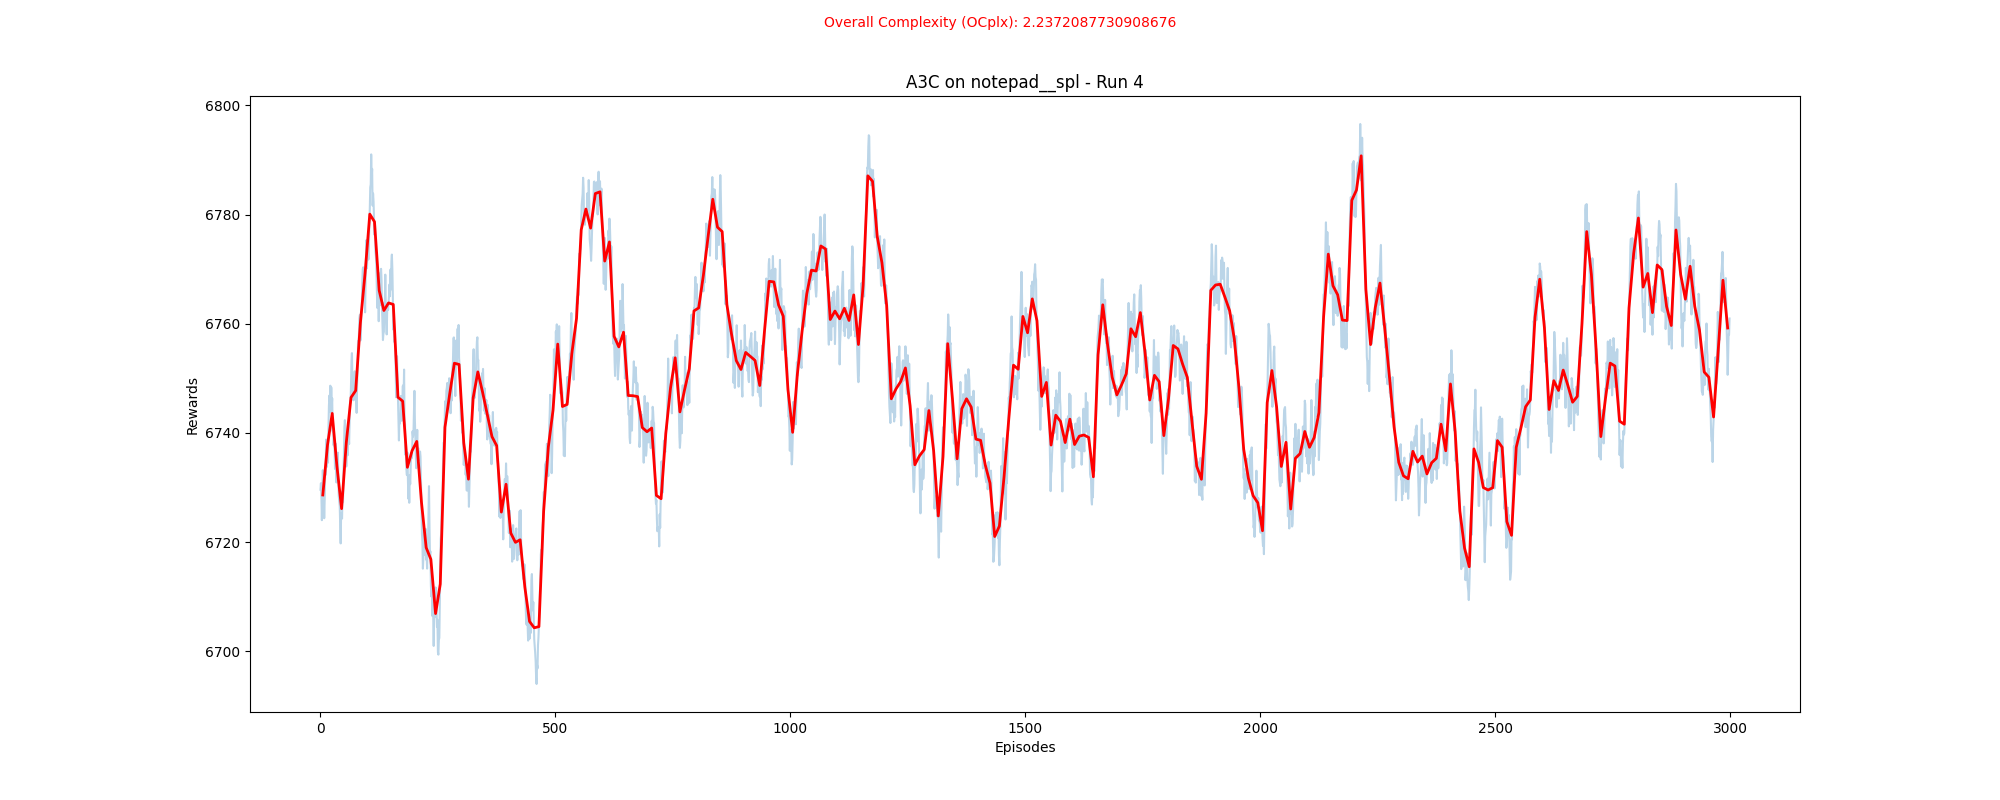 Overall Complexity (OCplx): 2.2372087730908676
A3C on notepad__spl - Run 4
6800
6780
6760
6740
6720
6700
Rewards
0 500 1000 1500 2000 2500 3000
Episodes